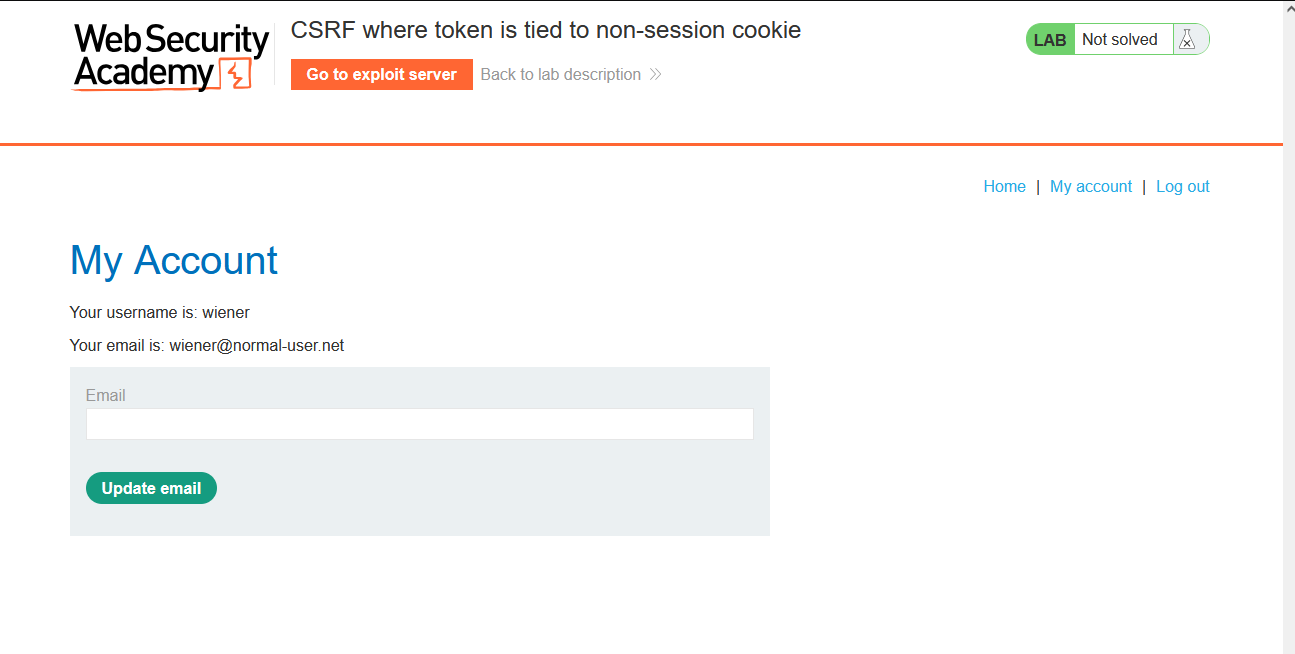 Web Security
Academy
CSRF where token is tied to non-session cookie
Go to exploit server Back to lab description
LAB Not solved
Home | My account | Log out
My Account
Your username is: wiener
Your email is: wiener@normal-user.net
Email
Update email